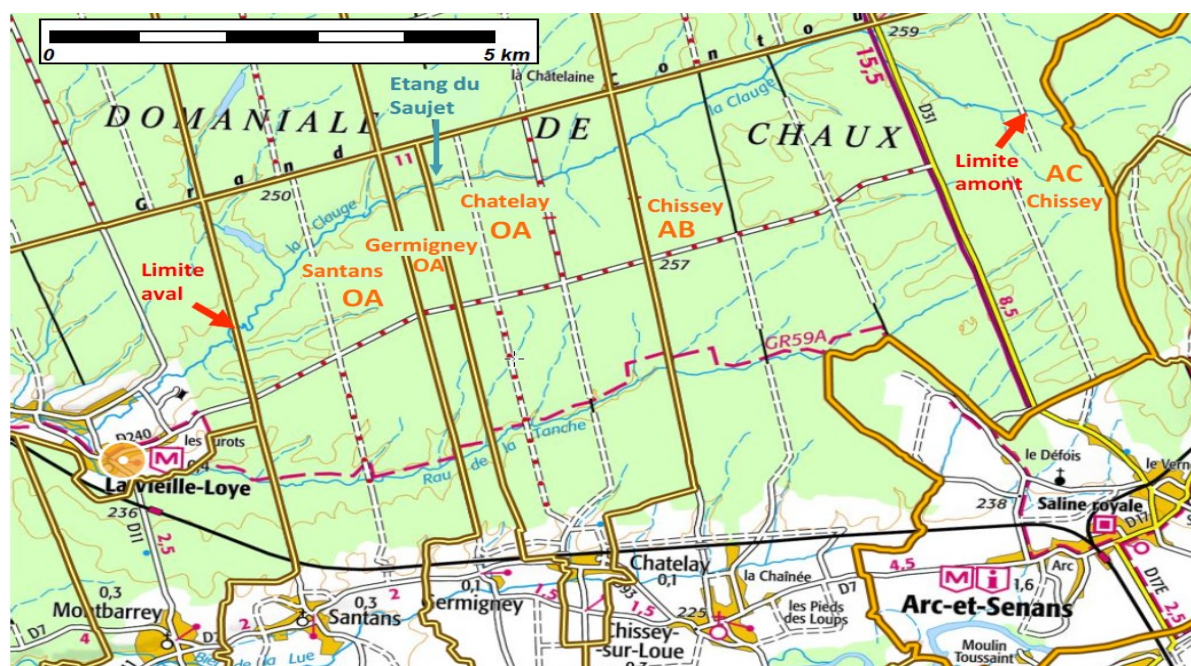 0
5 km
259
15,5
Grand Contou
la Châtelaine
Etang du
Saujet
DOMANIALE DE CHAUX
la Clauge
D31
11
250
Limite
amont
AC
Chissey
Chatelay
OA
Chissey
AB
la Clauge
Germigney
OA
Santans
OA
257
Limite
aval
8,5
GR59A
D240
les
M
La Vieille-Loye
236
D11
2,5
Rau de la Tanche
le Défois
238
Saline royale
D17E
2,5
Arc
1,6
M
i
Arc-et-Senans
Chatelay
0,1
la Chaînée
D7
4,5
les Pieds
des Loups
225
1,5
1,5
0,1
Germigney
2
0,3
Santans
2
0,3
Montbarrey
D7
4
Chissey-
sur-Loue
Moulin
Toussaint